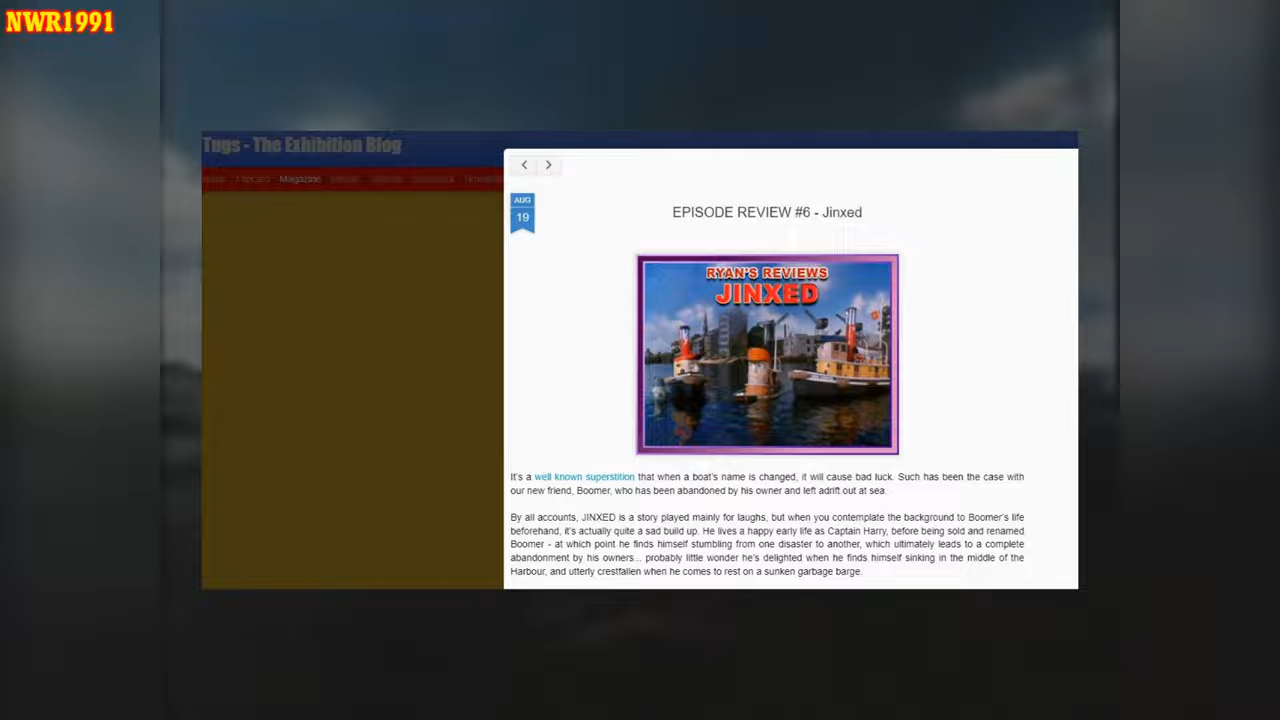 NWR1991
Tugs - The Exhibition Blog
Flipcard Magazine Mosaic Sidebar Snapshot Timeslide
AUG
19
EPISODE REVIEW #6 - Jinxed
RYAN'S REVIEWS
JINXED
It's a well known superstition that when a boat's name is changed, it will cause bad luck. Such has been the case with
our new friend, Boomer, who has been abandoned by his owner and left adrift out at sea.
By all accounts, JINXED is a story played mainly for laughs, but when you contemplate the background to Boomer's life
beforehand, it's actually quite a sad build up. He lives a happy early life as Captain Harry, before being sold and renamed
Boomer - at which point he finds himself stumbling from one disaster to another, which ultimately leads to a complete
abandonment by his owners... probably little wonder he's delighted when he finds himself sinking in the middle of the
Harbour, and utterly crestfallen when he comes to rest on a sunken garbage barge.